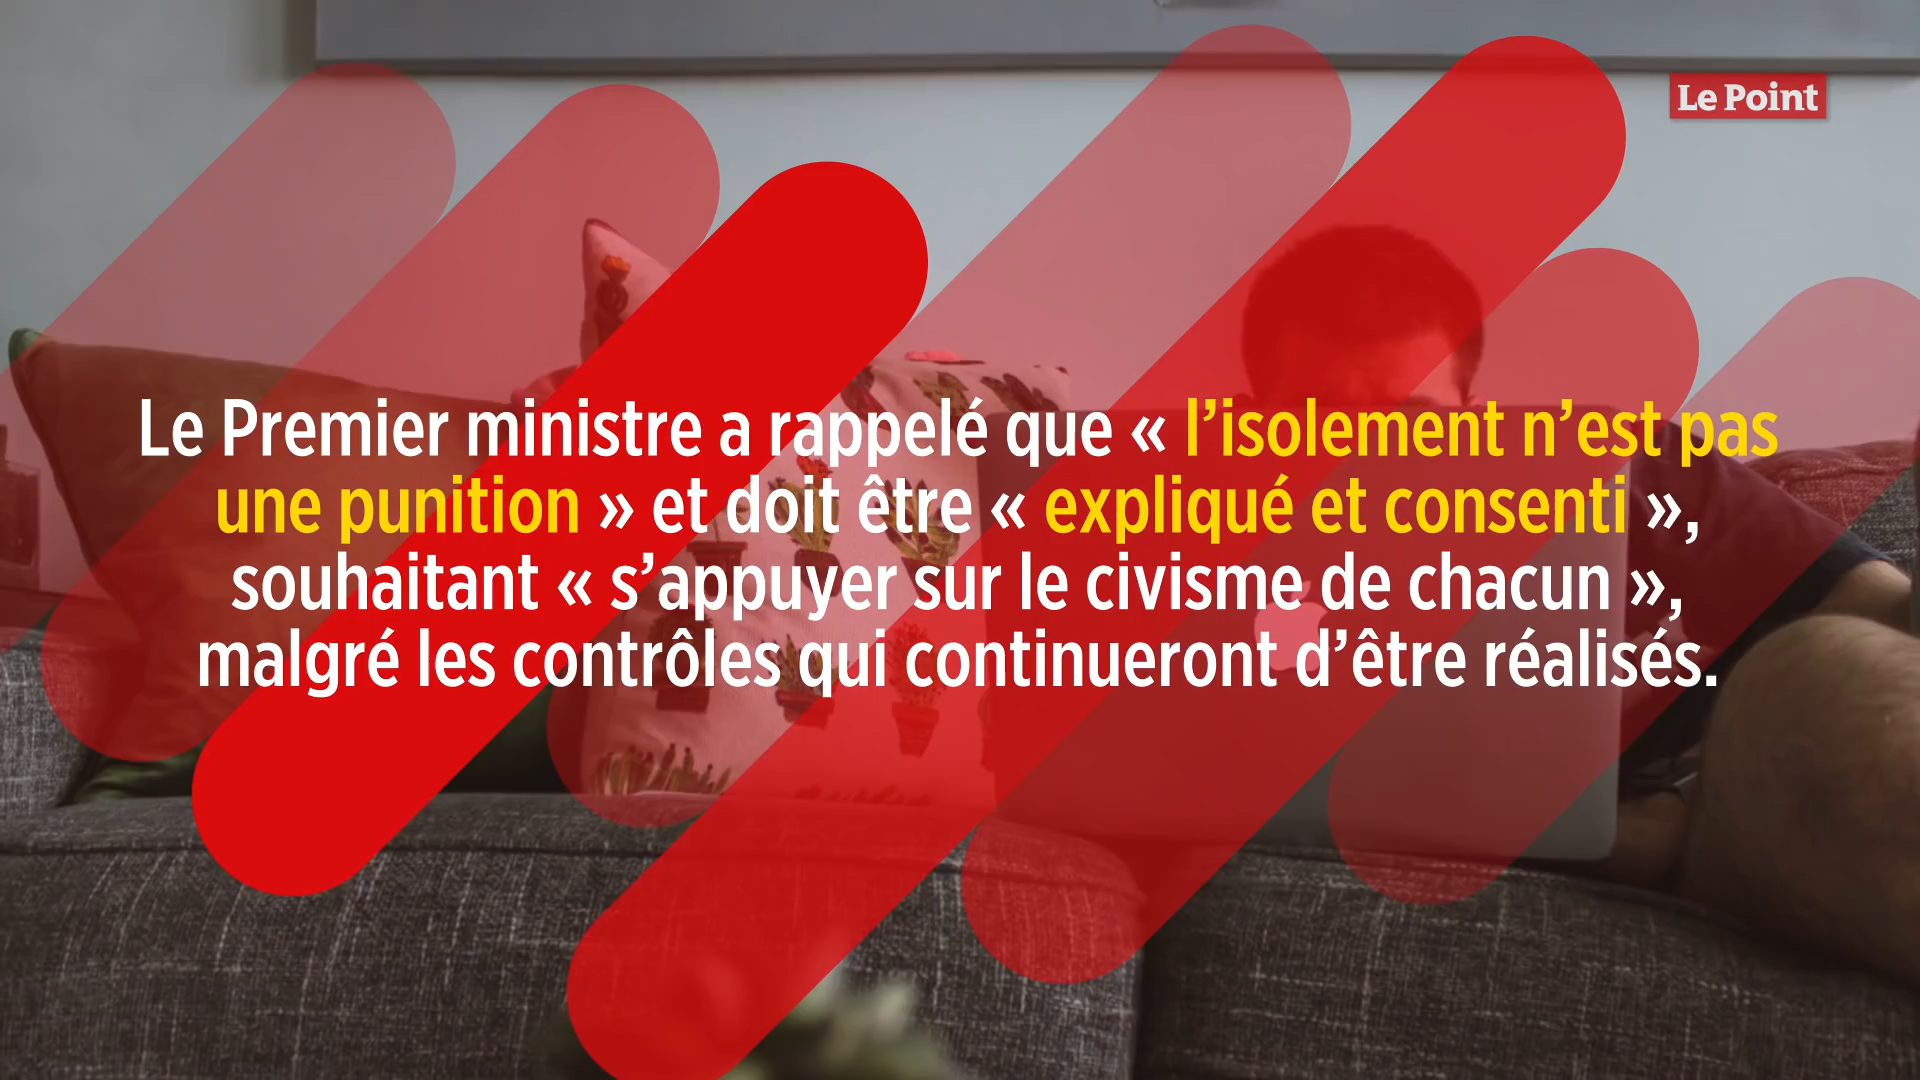 Le Point
Le Premier ministre a rappelé que « l’isolement n’est pas
une punition » et doit être « expliqué et consenti »,
souhaitant « s’appuyer sur le civisme de chacun »,
malgré les contrôles qui continueront d’être réalisés.